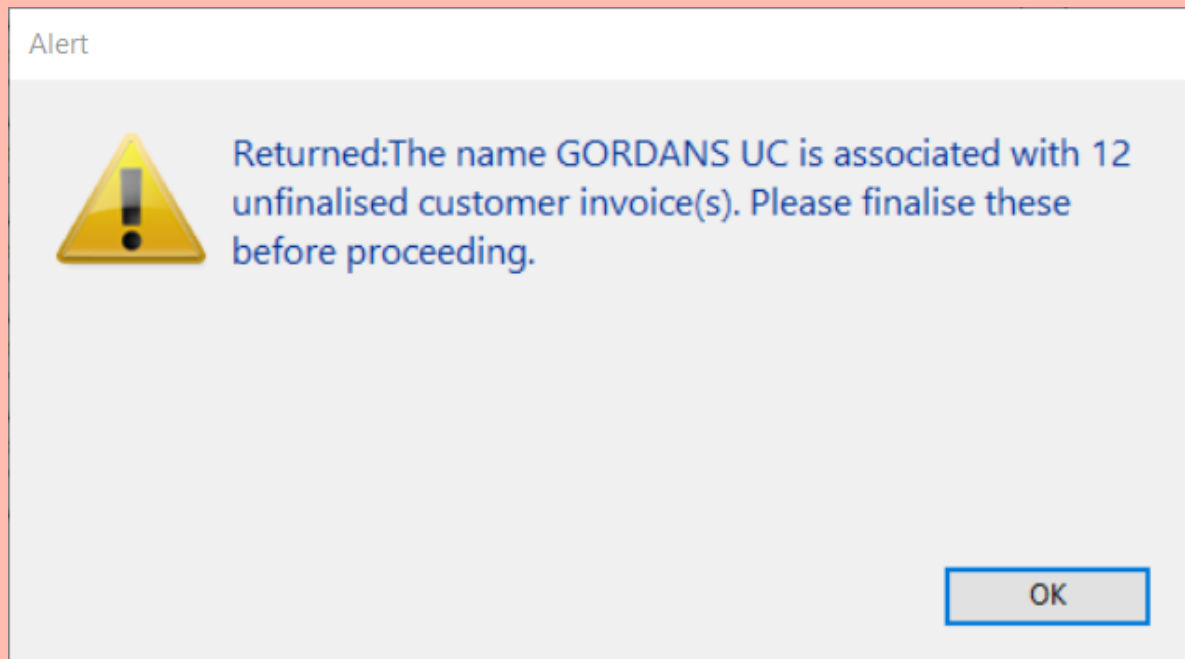 Alert
Returned:The name GORDANS UC is associated with 12
unfinalised customer invoice(s). Please finalise these
before proceeding.
OK